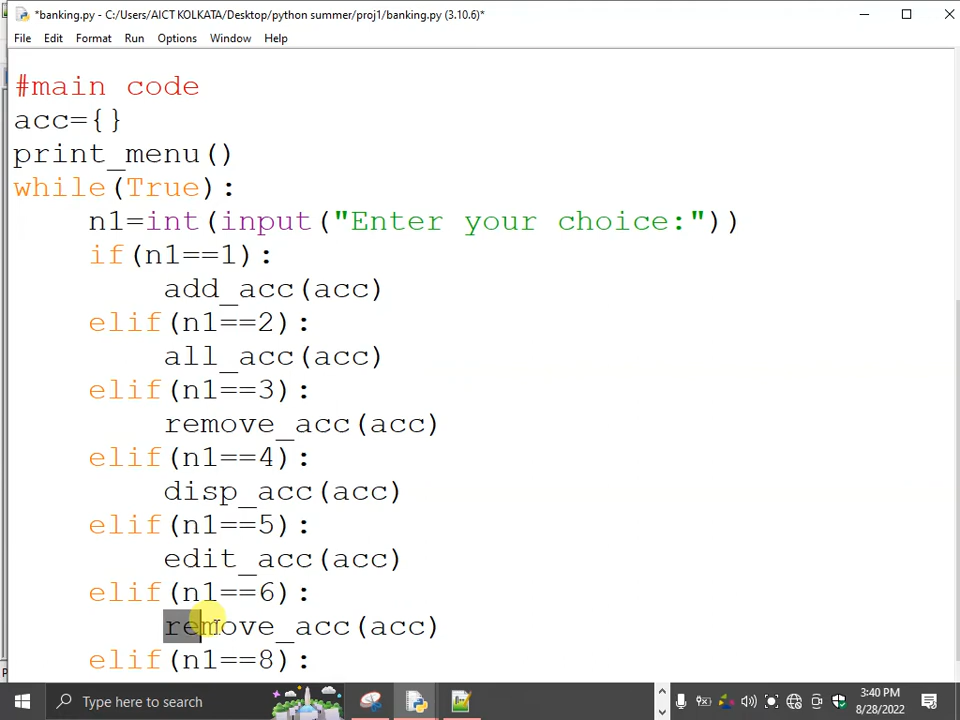 *banking.py - C:/Users/AICT KOLKATA/Desktop/python summer/proj1/banking.py (3.10.6)*
File Edit Format Run Options Window Help
#main code
acc={}
print_menu()
while(True):
    n1=int(input("Enter your choice:"))
    if(n1==1):
        add_acc(acc)
    elif(n1==2):
        all_acc(acc)
    elif(n1==3):
        remove_acc(acc)
    elif(n1==4):
        disp_acc(acc)
    elif(n1==5):
        edit_acc(acc)
    elif(n1==6):
        remove_acc(acc)
    elif(n1==8):
Type here to search
3:40 PM
8/28/2022